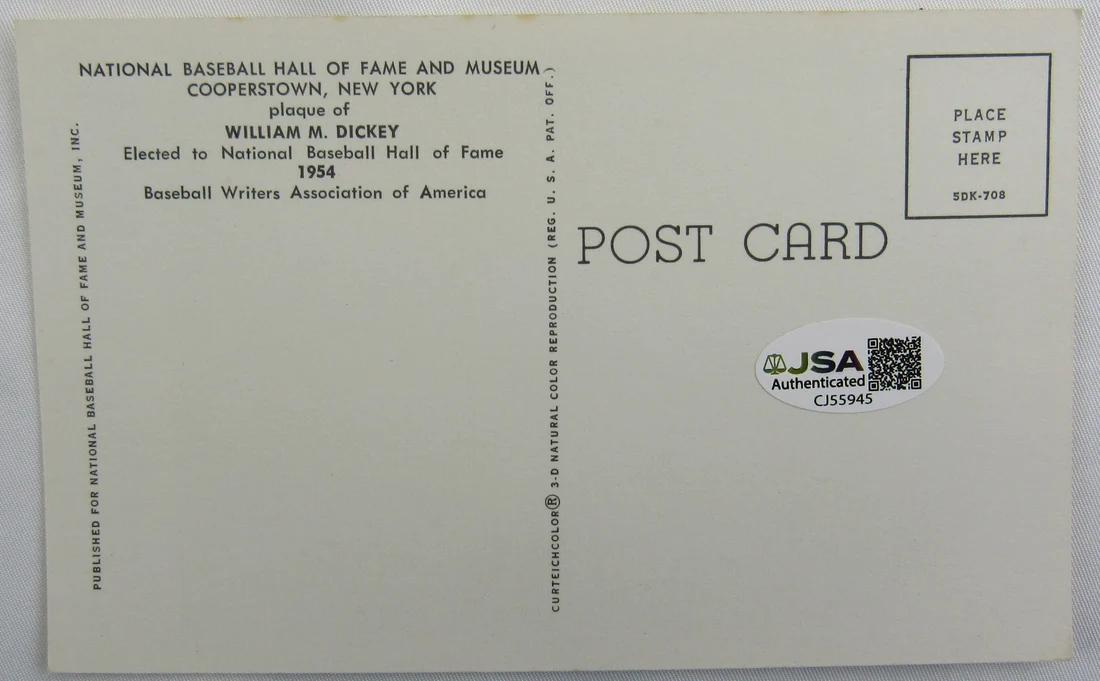 NATIONAL BASEBALL HALL OF FAME AND MUSEUM
COOPERSTOWN, NEW YORK
plaque of
WILLIAM M. DICKEY
Elected to National Baseball Hall of Fame
1954
Baseball Writers Association of America
PUBLISHED FOR NATIONAL BASEBALL HALL OF FAME AND MUSEUM, INC.
CURTEICHCOLOR® 3-D NATURAL COLOR REPRODUCTION (REG. U. S. A. PAT. OFF.)
POST CARD
PLACE
STAMP
HERE
5DK-708
JSA
Authenticated
CJ55945